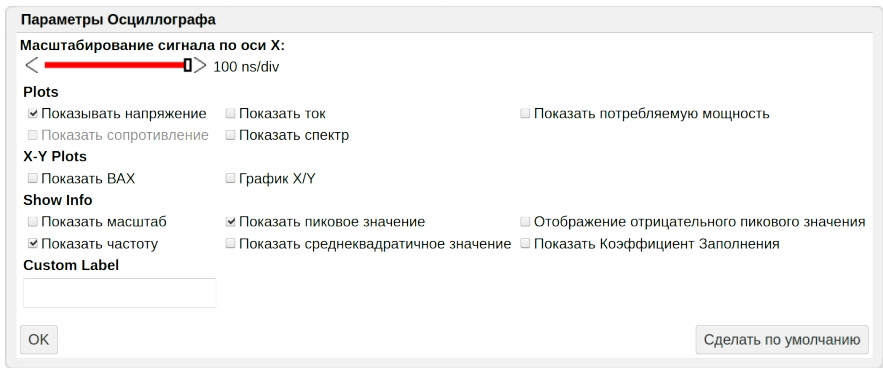 Параметры Осциллографа
Масштабирование сигнала по оси X:
100 ns/div
Plots
Показывать напряжение Показать ток Показать потребляемую мощность
Показать сопротивление Показать спектр
X-Y Plots
Показать ВАХ График X/Y
Show Info
Показать масштаб Показать пиковое значение Отображение отрицательного пикового значения
Показать частоту Показать среднеквадратичное значение Показать Коэффициент Заполнения
Custom Label
OK Сделать по умолчанию